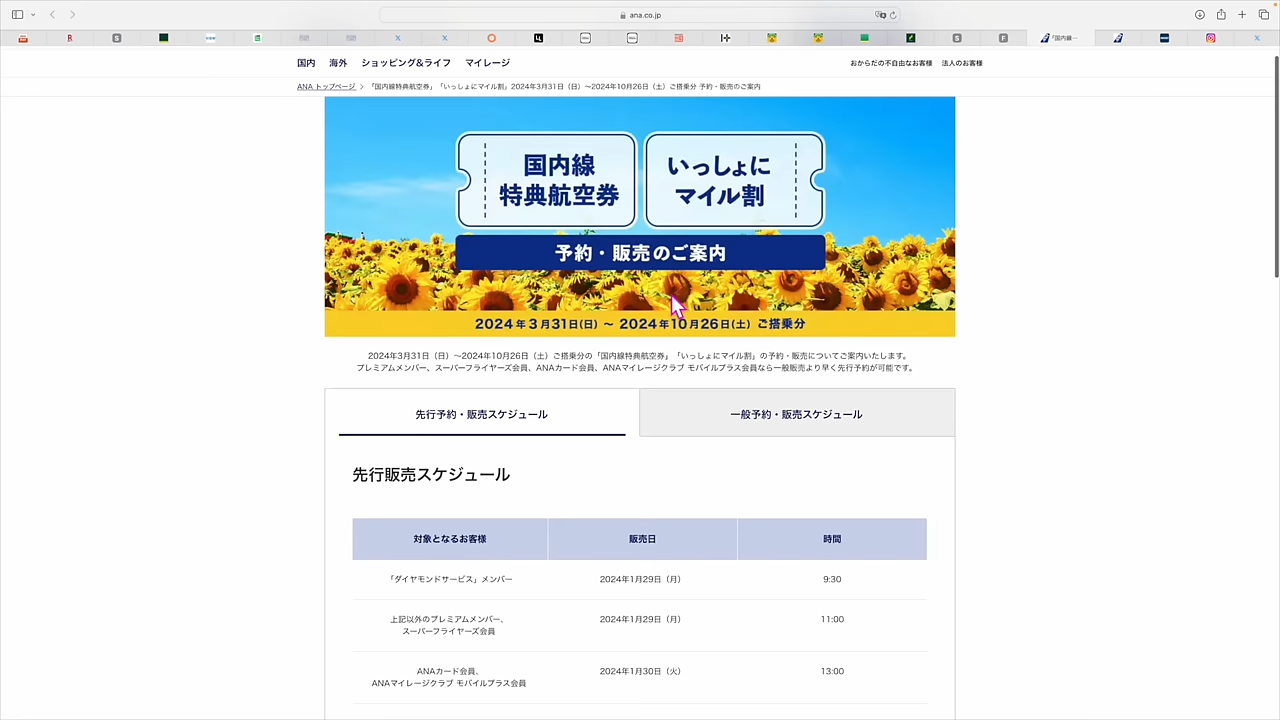 ana.co.jp
「国内線…
国内 海外 ショッピング&ライフ マイレージ
おからだの不自由なお客様 法人のお客様
ANA トップページ > 「国内線特典航空券」「いっしょにマイル割」2024年3月31日（日）～2024年10月26日（土）ご搭乗分 予約・販売のご案内
国内線
特典航空券
いっしょに
マイル割
予約・販売のご案内
2024年3月31日(日) ～ 2024年10月26日(土) ご搭乗分
2024年3月31日（日）～2024年10月26日（土）ご搭乗分の「国内線特典航空券」「いっしょにマイル割」の予約・販売についてご案内いたします。
プレミアムメンバー、スーパーフライヤーズ会員、ANAカード会員、ANAマイレージクラブ モバイルプラス会員なら一般販売より早く先行予約が可能です。
先行予約・販売スケジュール
一般予約・販売スケジュール
先行販売スケジュール
対象となるお客様 販売日 時間
「ダイヤモンドサービス」メンバー 2024年1月29日（月） 9:30
上記以外のプレミアムメンバー、
スーパーフライヤーズ会員 2024年1月29日（月） 11:00
ANAカード会員、
ANAマイレージクラブ モバイルプラス会員 2024年1月30日（火） 13:00